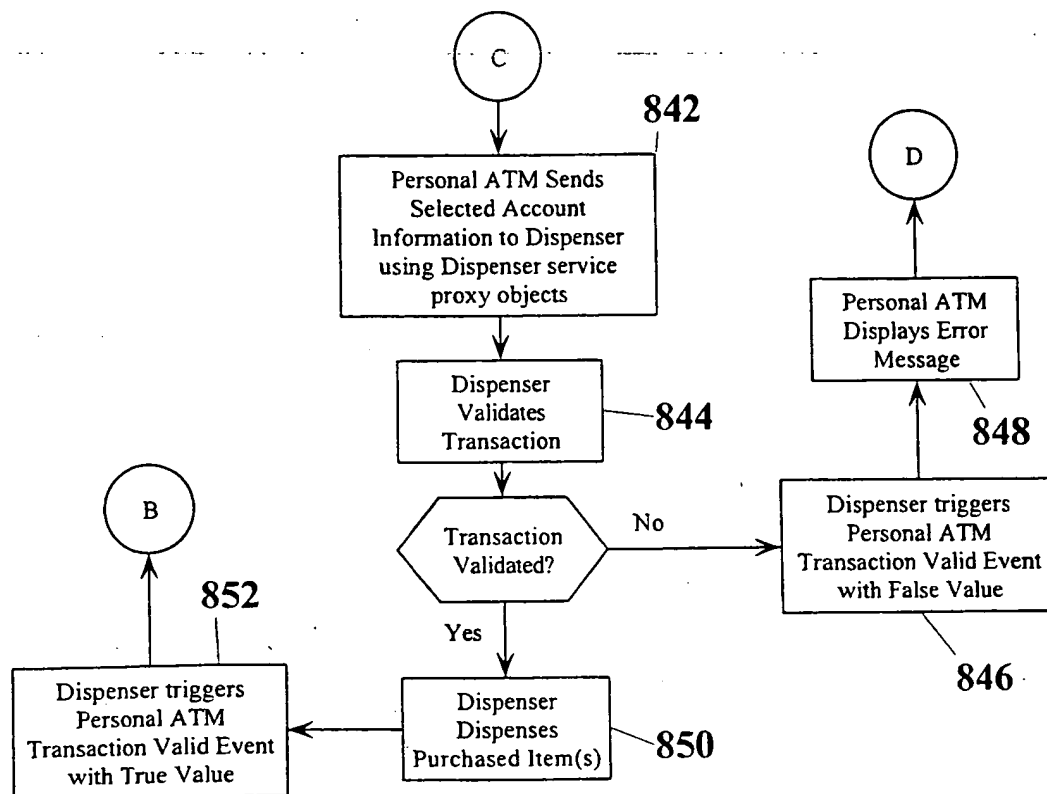 C
842
Personal ATM Sends
Selected Account
Information to Dispenser
using Dispenser service
proxy objects
D
Personal ATM
Displays Error
Message
848
Dispenser
Validates
Transaction
844
B
Transaction
Validated?
No
Dispenser triggers
Personal ATM
Transaction Valid Event
with False Value
846
Yes
852
Dispenser triggers
Personal ATM
Transaction Valid Event
with True Value
Dispenser
Dispenses
Purchased Item(s)
850